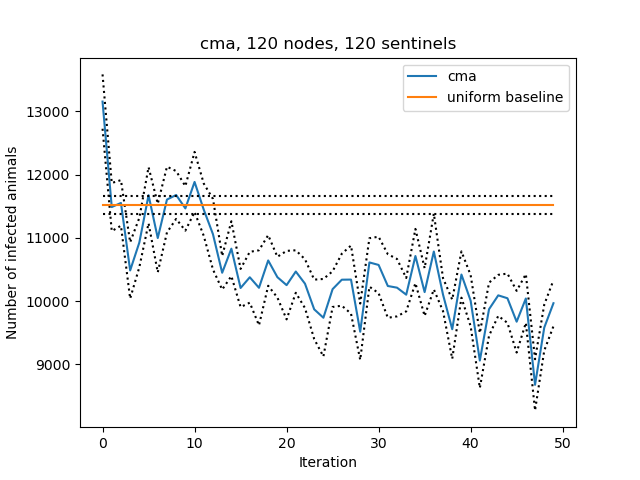 cma, 120 nodes, 120 sentinels
cma
uniform baseline
13000
12000
11000
10000
9000
Number of infected animals
0 10 20 30 40 50
Iteration